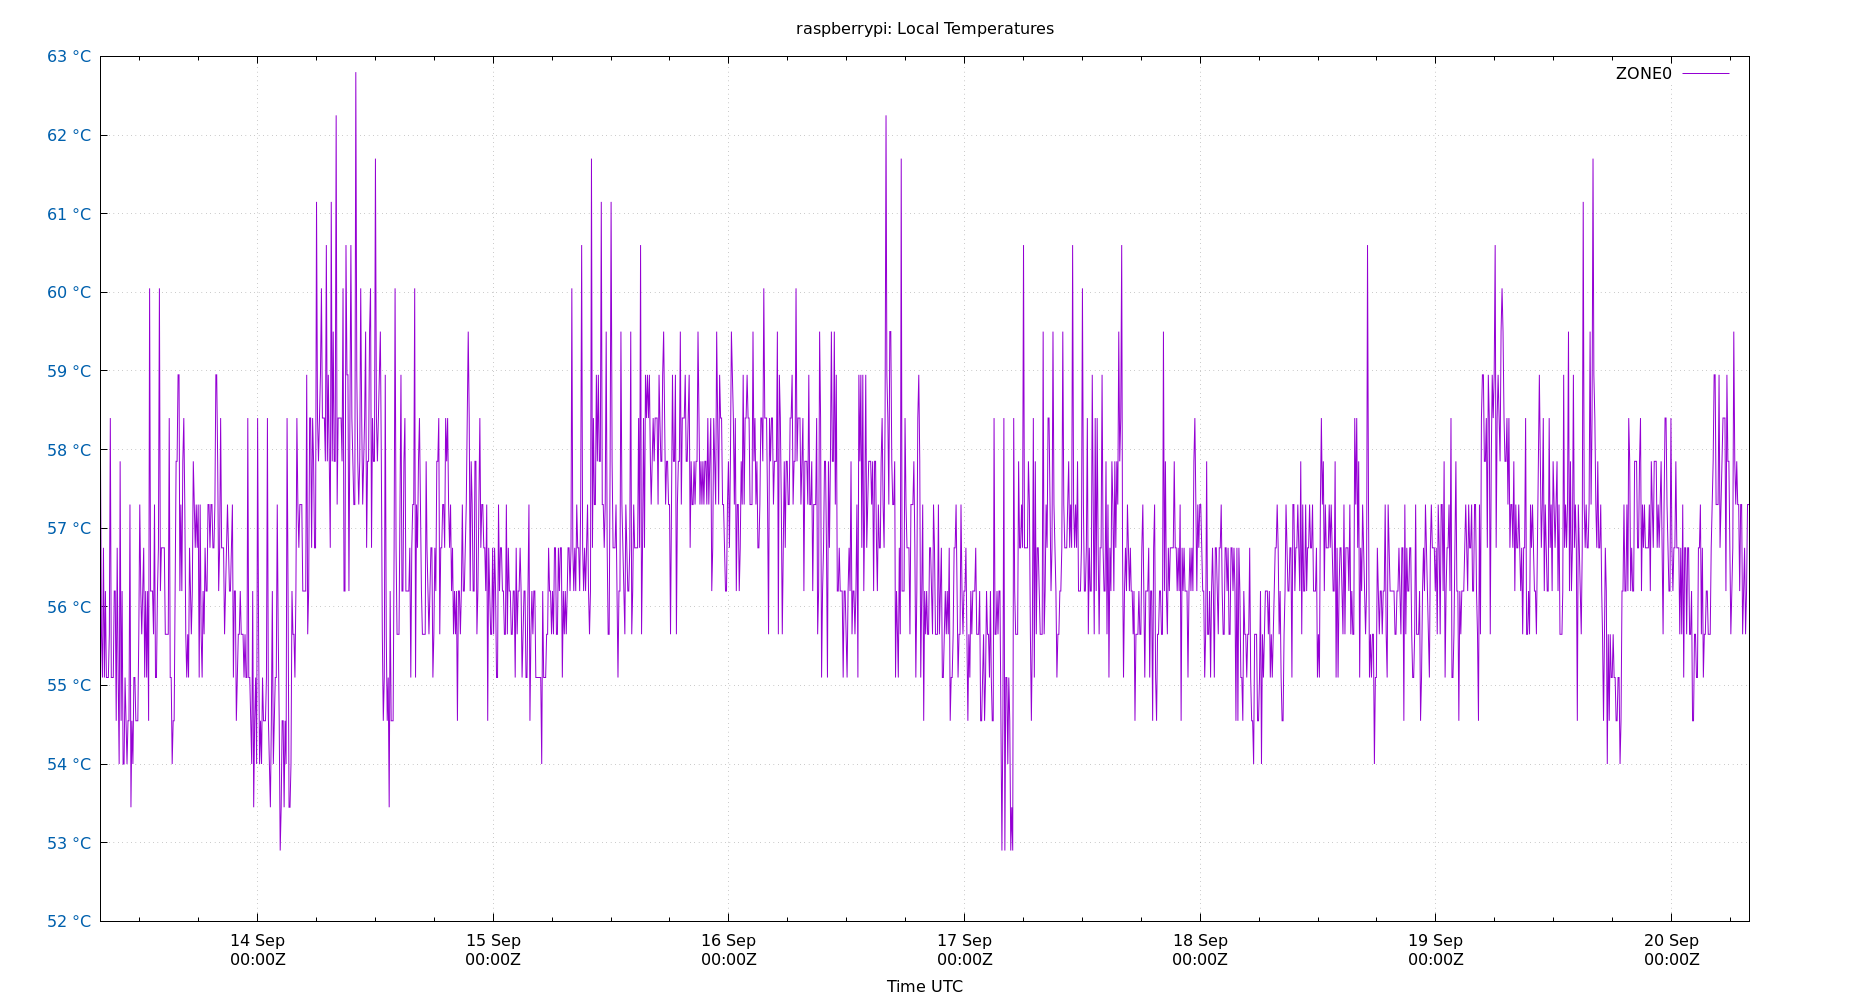 raspberrypi: Local Temperatures
63 °C
ZONE0
62 °C
61 °C
60 °C
59 °C
58 °C
57 °C
56 °C
55 °C
54 °C
53 °C
52 °C
14 Sep 15 Sep 16 Sep 17 Sep 18 Sep 19 Sep 20 Sep
00:00Z 00:00Z 00:00Z 00:00Z 00:00Z 00:00Z 00:00Z
Time UTC